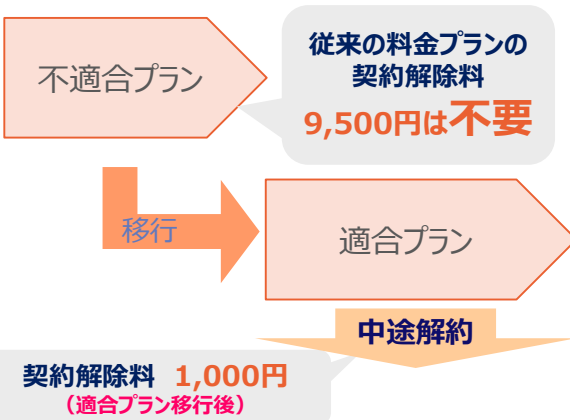 不適合プラン
従来の料金プランの
契約解除料
9,500円は不要
移行
適合プラン
中途解約
契約解除料 1,000円
（適合プラン移行後）